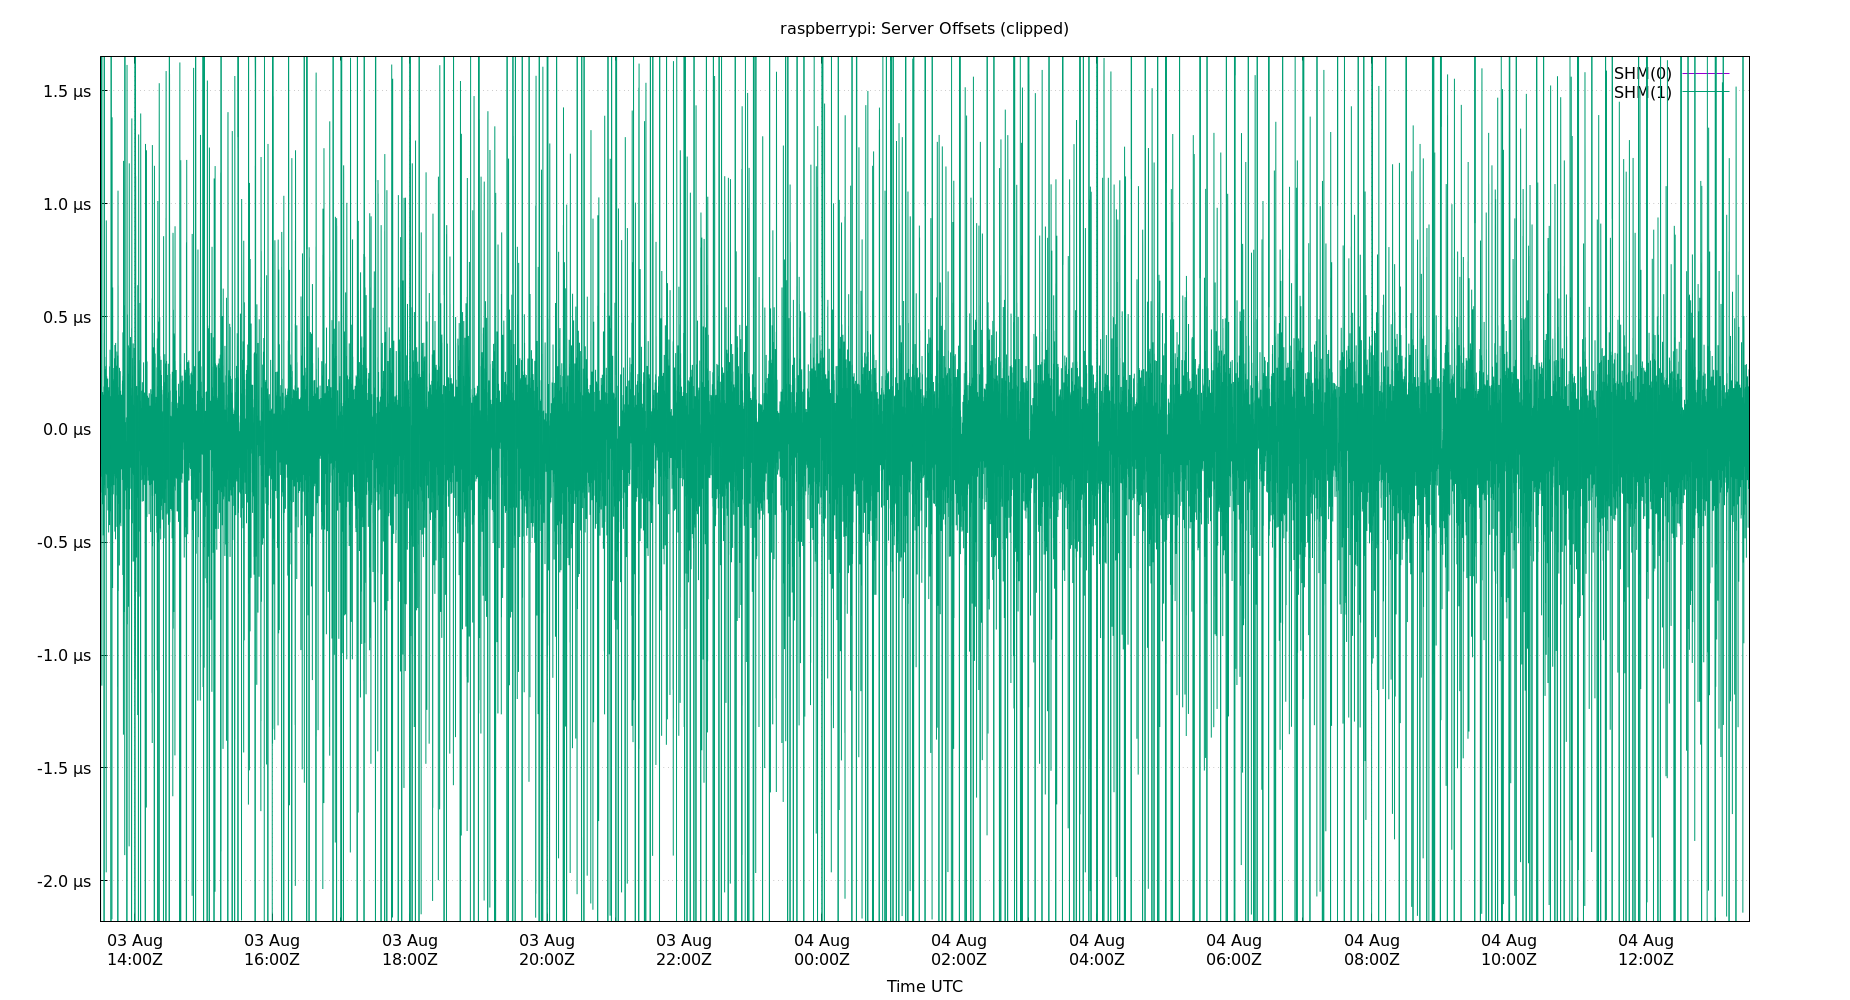 raspberrypi: Server Offsets (clipped)
SHM(0)
SHM(1)
1.5 µs
1.0 µs
0.5 µs
0.0 µs
-0.5 µs
-1.0 µs
-1.5 µs
-2.0 µs
03 Aug 03 Aug 03 Aug 03 Aug 03 Aug 04 Aug 04 Aug 04 Aug 04 Aug 04 Aug 04 Aug 04 Aug
14:00Z 16:00Z 18:00Z 20:00Z 22:00Z 00:00Z 02:00Z 04:00Z 06:00Z 08:00Z 10:00Z 12:00Z
Time UTC